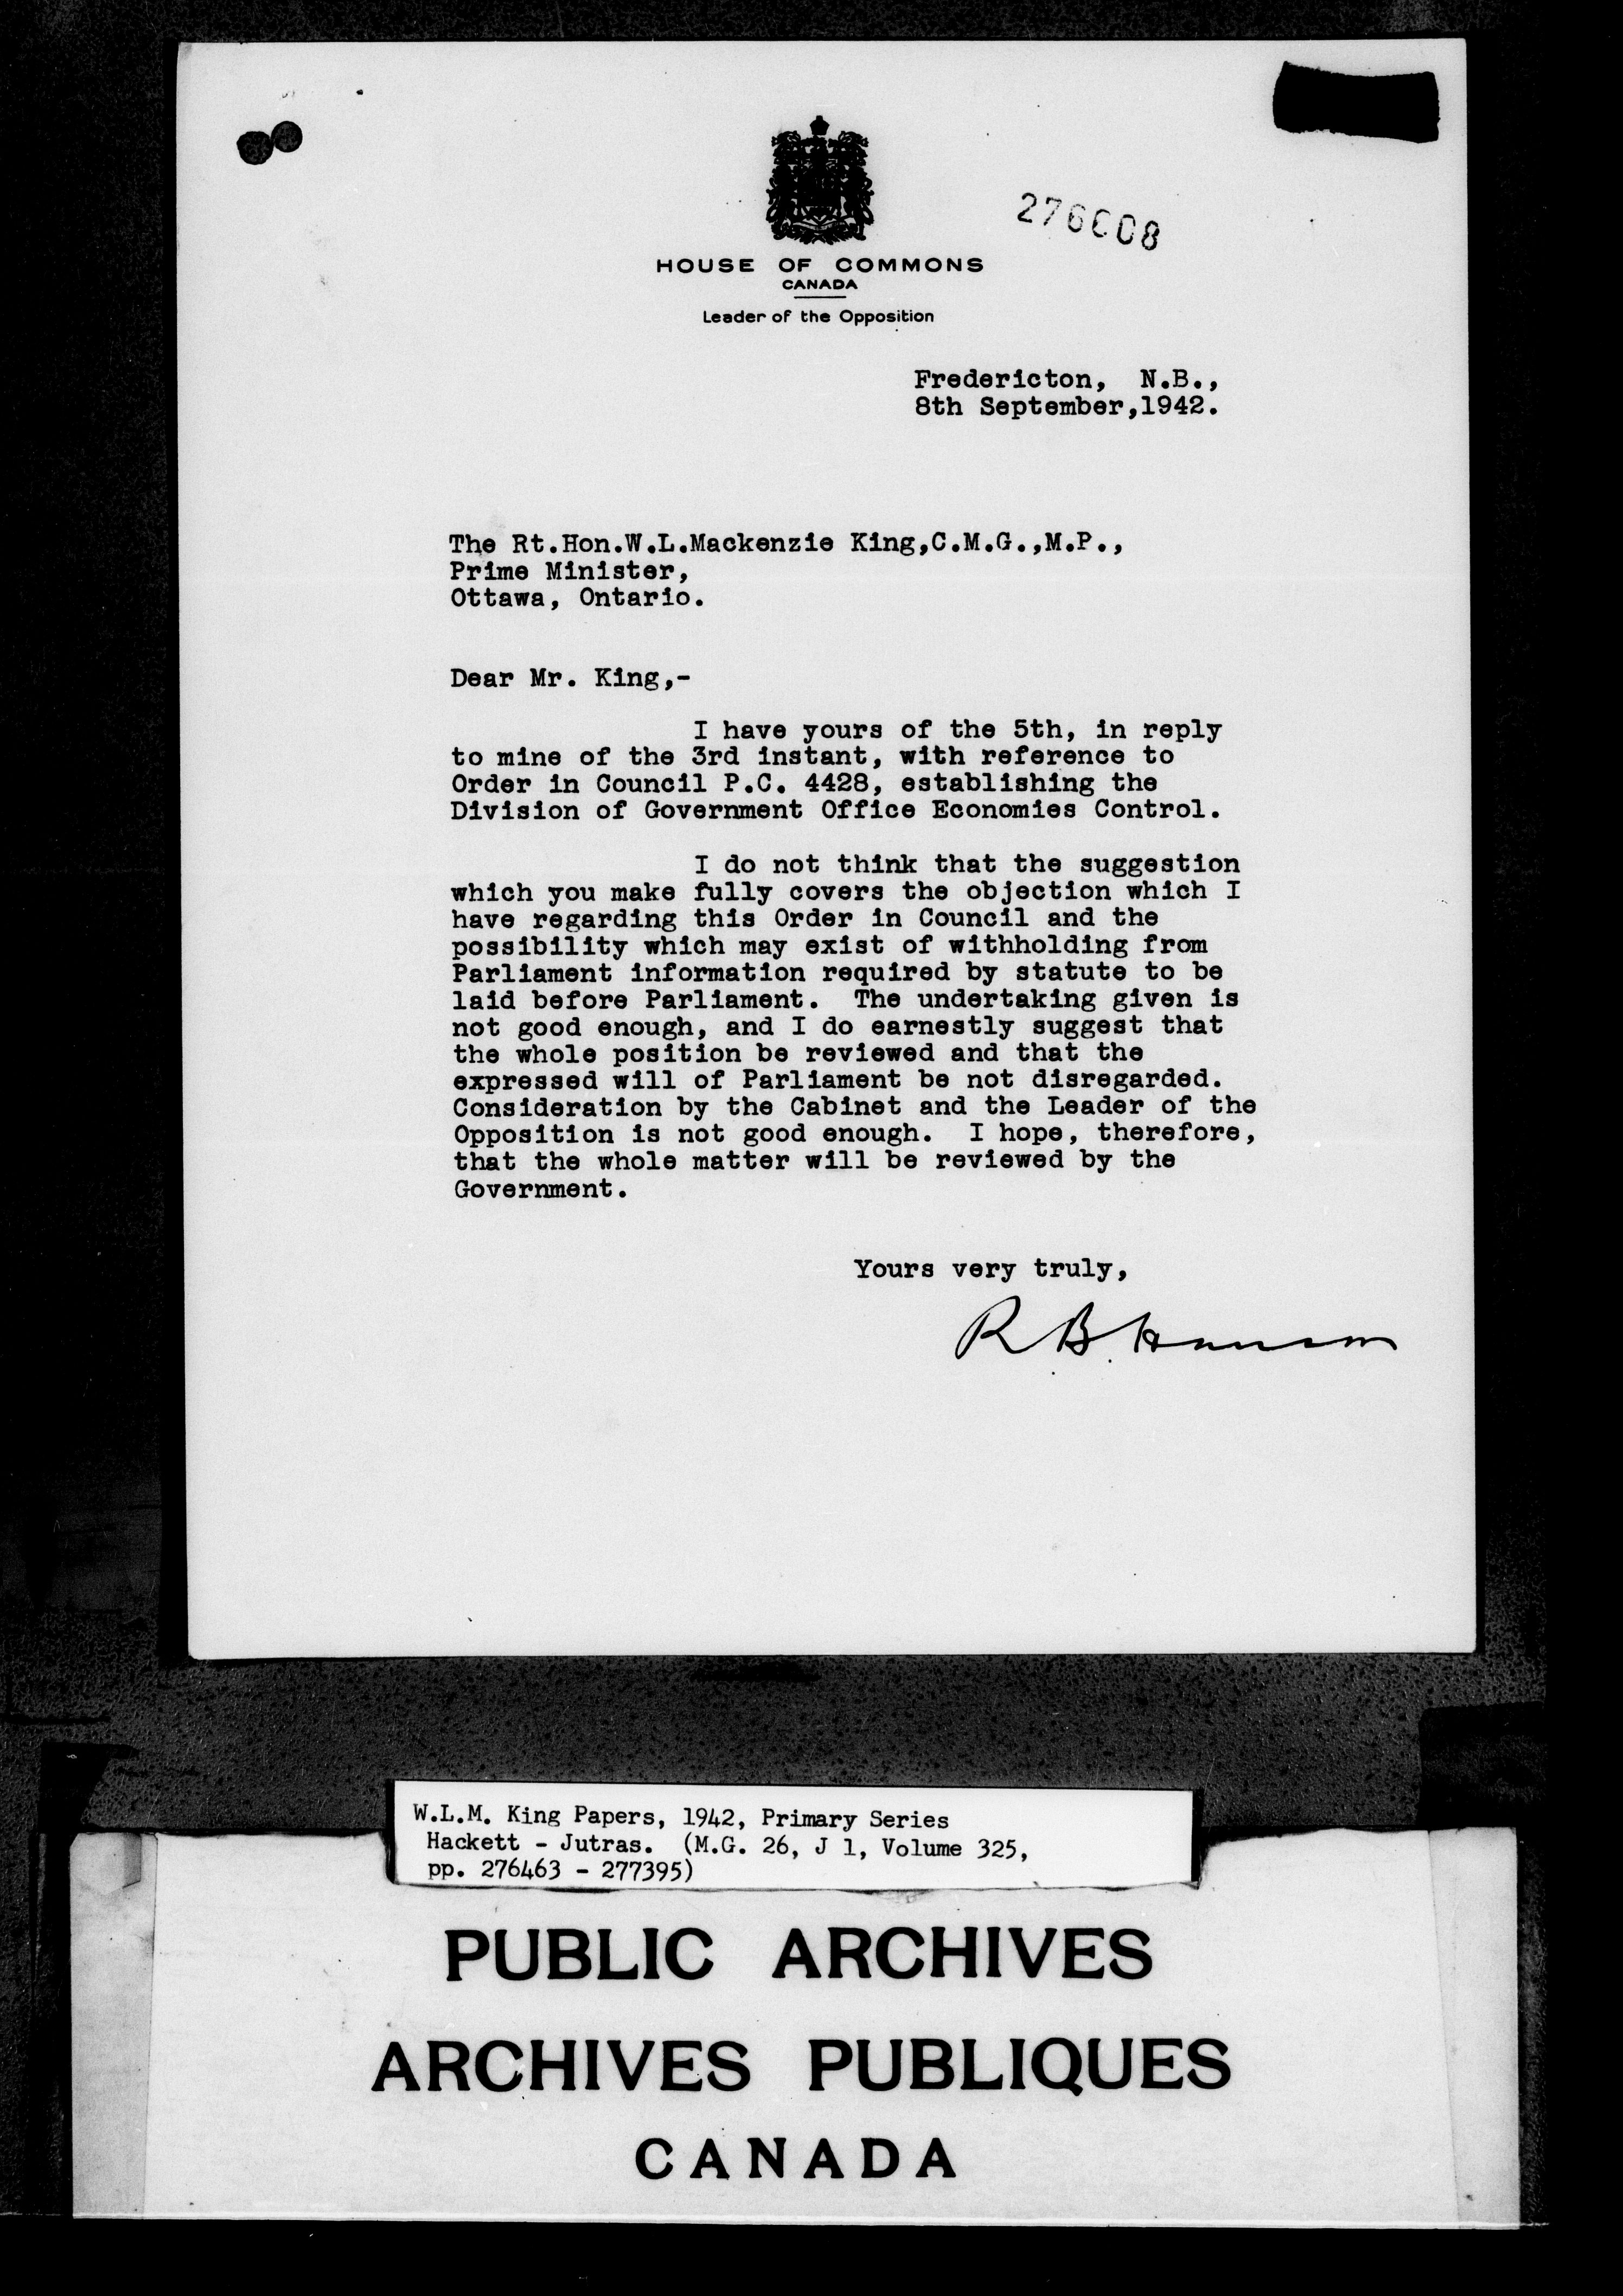 276608
HOUSE OF COMMONS
CANADA
Leader of the Opposition
Fredericton, N.B.,
8th September,1942.
The Rt.Hon.W.L.Mackenzie King,C.M.G.,M.P.,
Prime Minister,
Ottawa, Ontario.
Dear Mr. King,-
I have yours of the 5th, in reply
to mine of the 3rd instant, with reference to
Order in Council P.C. 4428, establishing the
Division of Government Office Economies Control.
I do not think that the suggestion
which you make fully covers the objection which I
have regarding this Order in Council and the
possibility which may exist of withholding from
Parliament information required by statute to be
laid before Parliament. The undertaking given is
not good enough, and I do earnestly suggest that
the whole position be reviewed and that the
expressed will of Parliament be not disregarded.
Consideration by the Cabinet and the Leader of the
Opposition is not good enough. I hope, therefore,
that the whole matter will be reviewed by the
Government.
Yours very truly,
R B Hanson
W.L.M. King Papers, 1942, Primary Series
Hackett - Jutras. (M.G. 26, J 1, Volume 325,
pp. 276463 - 277395)
PUBLIC ARCHIVES
ARCHIVES PUBLIQUES
CANADA